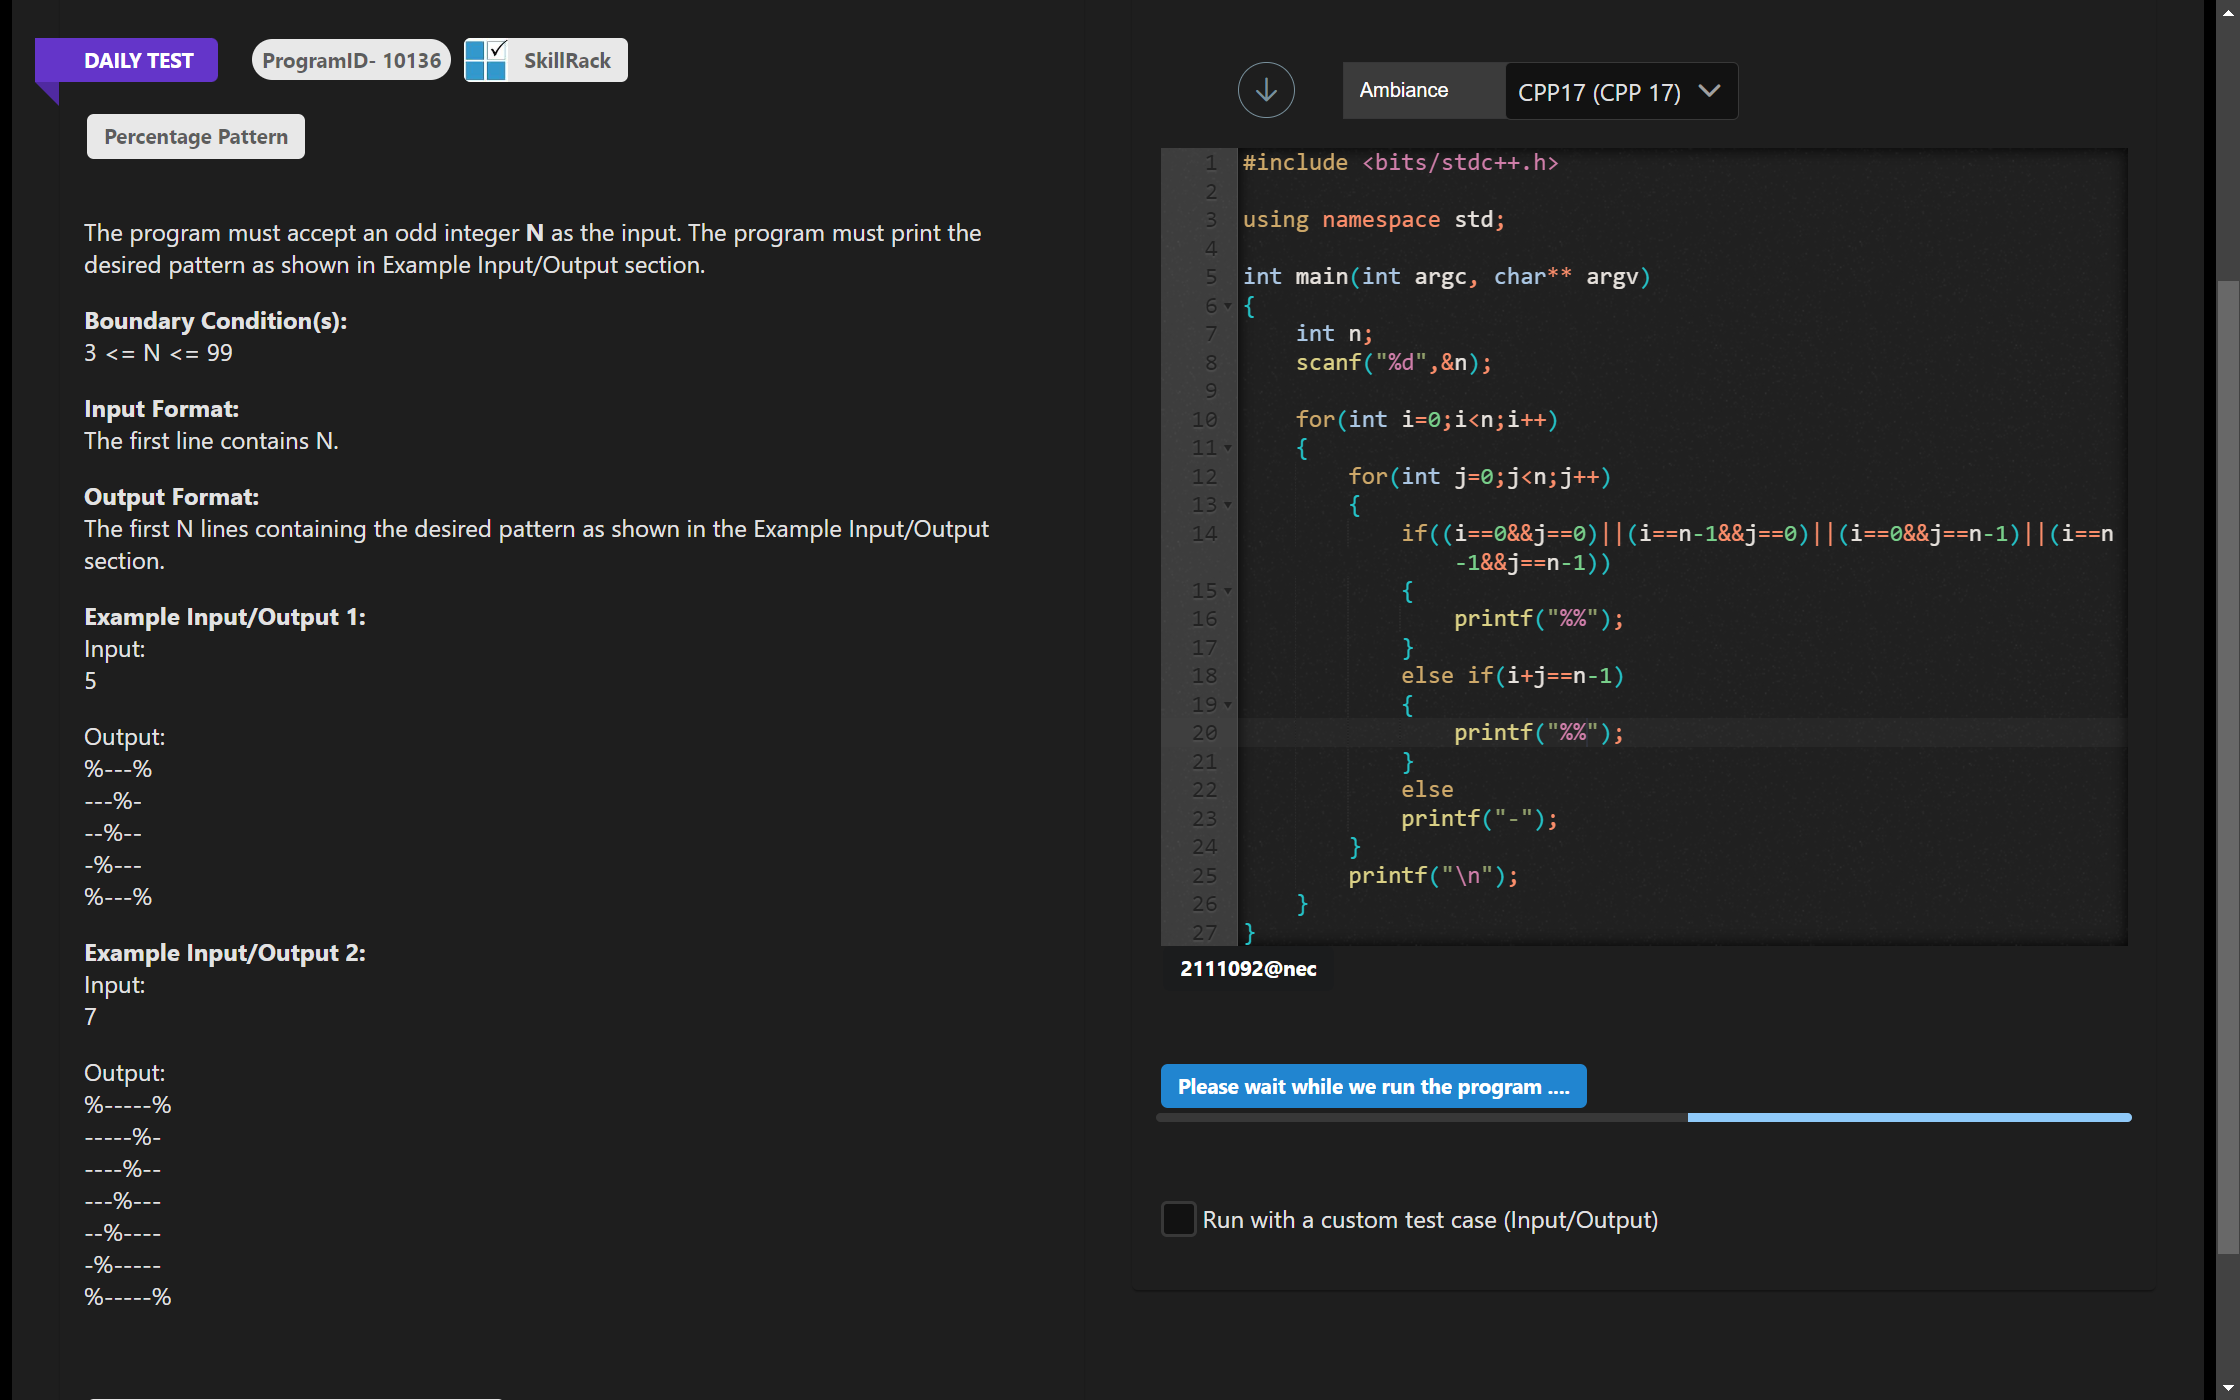 DAILY TEST
ProgramID- 10136
SkillRack
Percentage Pattern
The program must accept an odd integer N as the input. The program must print the
desired pattern as shown in Example Input/Output section.
Boundary Condition(s):
3 <= N <= 99
Input Format:
The first line contains N.
Output Format:
The first N lines containing the desired pattern as shown in the Example Input/Output
section.
Example Input/Output 1:
Input:
5
Output:
%---%
---%-
--%--
-%---
%---%
Example Input/Output 2:
Input:
7
Output:
%-----%
-----%-
----%--
---%---
--%----
-%-----
%-----%
Ambiance
CPP17 (CPP 17)
1 #include <bits/stdc++.h>
2
3 using namespace std;
4
5 int main(int argc, char** argv)
6 {
7     int n;
8     scanf("%d",&n);
9
10     for(int i=0;i<n;i++)
11     {
12         for(int j=0;j<n;j++)
13         {
14             if((i==0&&j==0)||(i==n-1&&j==0)||(i==0&&j==n-1)||(i==n
                -1&&j==n-1))
15             {
16                 printf("%%");
17             }
18             else if(i+j==n-1)
19             {
20                 printf("%%");
21             }
22             else
23             printf("-");
24         }
25         printf("\n");
26     }
27 }
2111092@nec
Please wait while we run the program ....
Run with a custom test case (Input/Output)